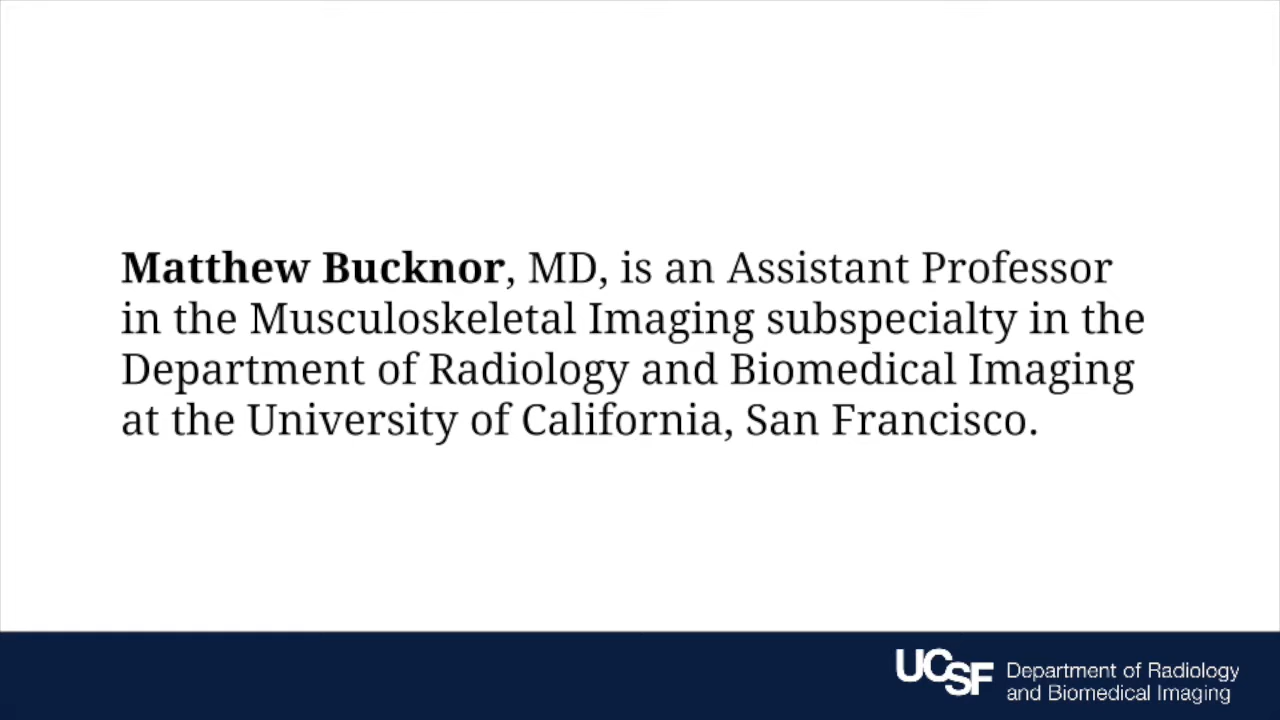 Matthew Bucknor, MD, is an Assistant Professor
in the Musculoskeletal Imaging subspecialty in the
Department of Radiology and Biomedical Imaging
at the University of California, San Francisco.
UCSF Department of Radiology
and Biomedical Imaging